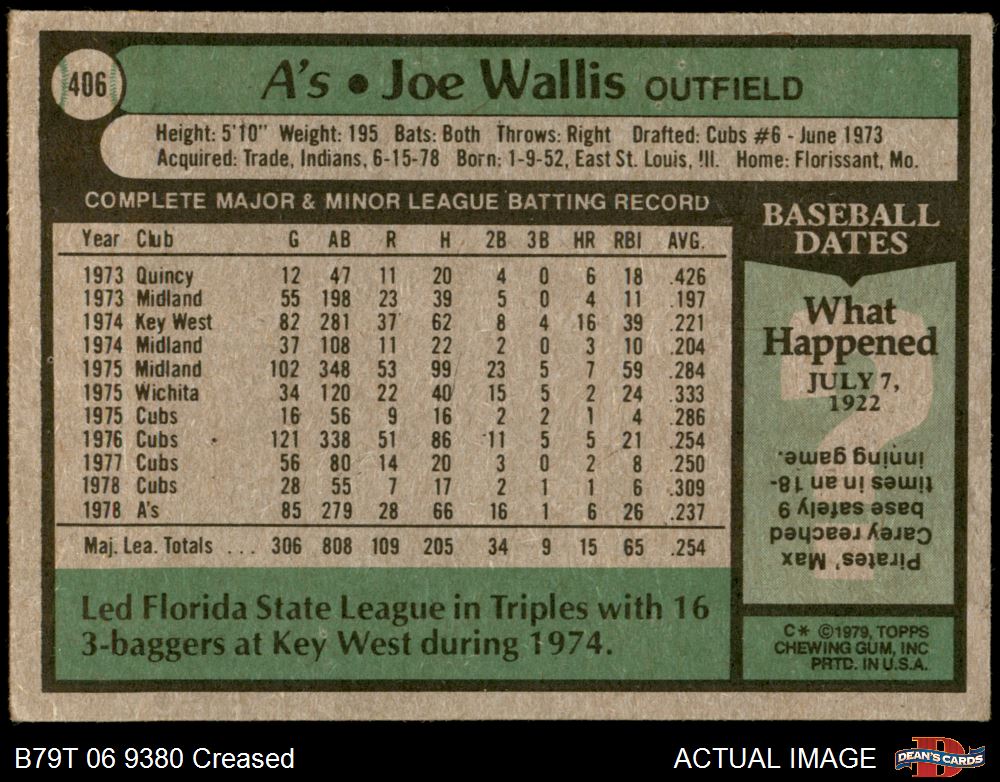 406
A's • Joe Wallis OUTFIELD
Height: 5'10" Weight: 195 Bats: Both Throws: Right Drafted: Cubs #6 - June 1973
Acquired: Trade, Indians, 6-15-78 Born: 1-9-52, East St. Louis, Ill. Home: Florissant, Mo.
COMPLETE MAJOR & MINOR LEAGUE BATTING RECORD
Year Club G AB R H 2B 3B HR RBI AVG.
1973 Quincy 12 47 11 20 4 0 6 18 .426
1973 Midland 55 198 23 39 5 0 4 11 .197
1974 Key West 82 281 37 62 8 4 16 39 .221
1974 Midland 37 108 11 22 2 0 3 10 .204
1975 Midland 102 348 53 99 23 5 7 59 .284
1975 Wichita 34 120 22 40 15 5 2 24 .333
1975 Cubs 16 56 9 16 2 2 1 4 .286
1976 Cubs 121 338 51 86 11 5 5 21 .254
1977 Cubs 56 80 14 20 3 0 2 8 .250
1978 Cubs 28 55 7 17 2 1 1 6 .309
1978 A's 85 279 28 66 16 1 6 26 .237
Maj. Lea. Totals ... 306 808 109 205 34 9 15 65 .254
Led Florida State League in Triples with 16
3-baggers at Key West during 1974.
BASEBALL
DATES
What
Happened
JULY 7,
1922
Pirates' Max
Carey reached
base safely 9
times in an 18-
inning game.
C* ©1979, TOPPS
CHEWING GUM, INC
PRTD. IN U.S.A.
B79T 06 9380 Creased
ACTUAL IMAGE
D
DEAN'S CARDS